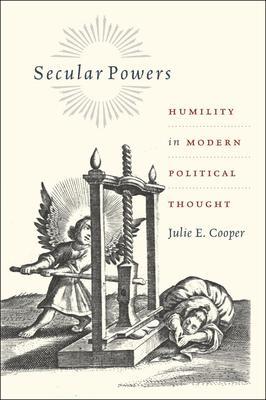 Secular Powers
HUMILITY
in MODERN
POLITICAL
THOUGHT
Julie E. Cooper